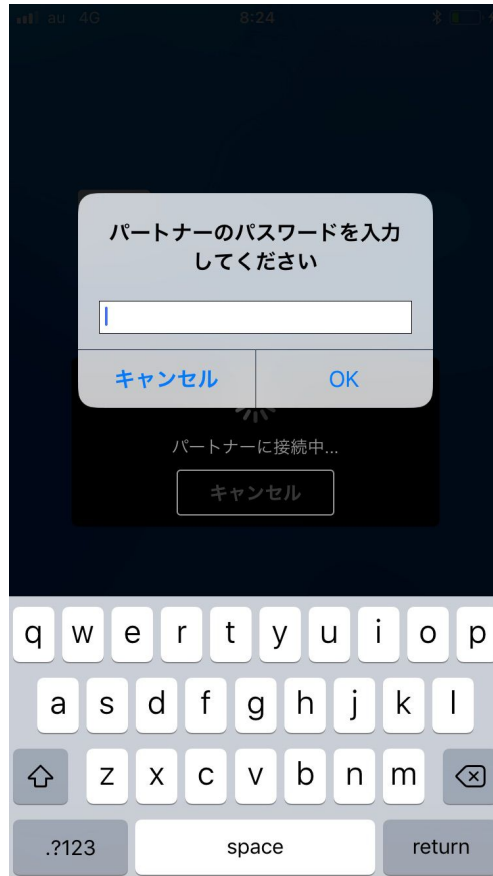 au 4G 8:24
パートナーのパスワードを入力
してください
キャンセル OK
パートナーに接続中...
キャンセル
q w e r t y u i o p
a s d f g h j k l
z x c v b n m
.?123 space return